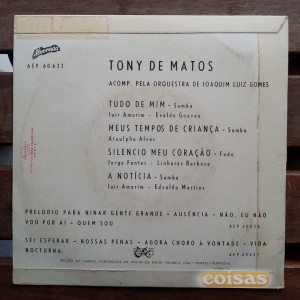 Alvorada
AEP 60632
TONY DE MATOS
ACOMP. PELA ORQUESTRA DE JOAQUIM LUIZ GOMES
TUDO DE MIM - Samba
Jair Amorim - Evaldo Gouvea
MEUS TEMPOS DE CRIANÇA - Samba
Ataulpho Alves
SILENCIO MEU CORAÇÃO - Fado
Jorge Fontes - Linhares Barbosa
A NOTÍCIA - Samba
Jair Amorim - Edvaldo Martins
PRELÚDIO PARA NINAR GENTE GRANDE - AUSÊNCIA - NÃO, EU NÃO
VOU POR AÍ - QUEM SOU
SEI ESPERAR - NOSSAS PENAS - AGORA CHORO À VONTADE - VIDA
NOCTURNA
coisas